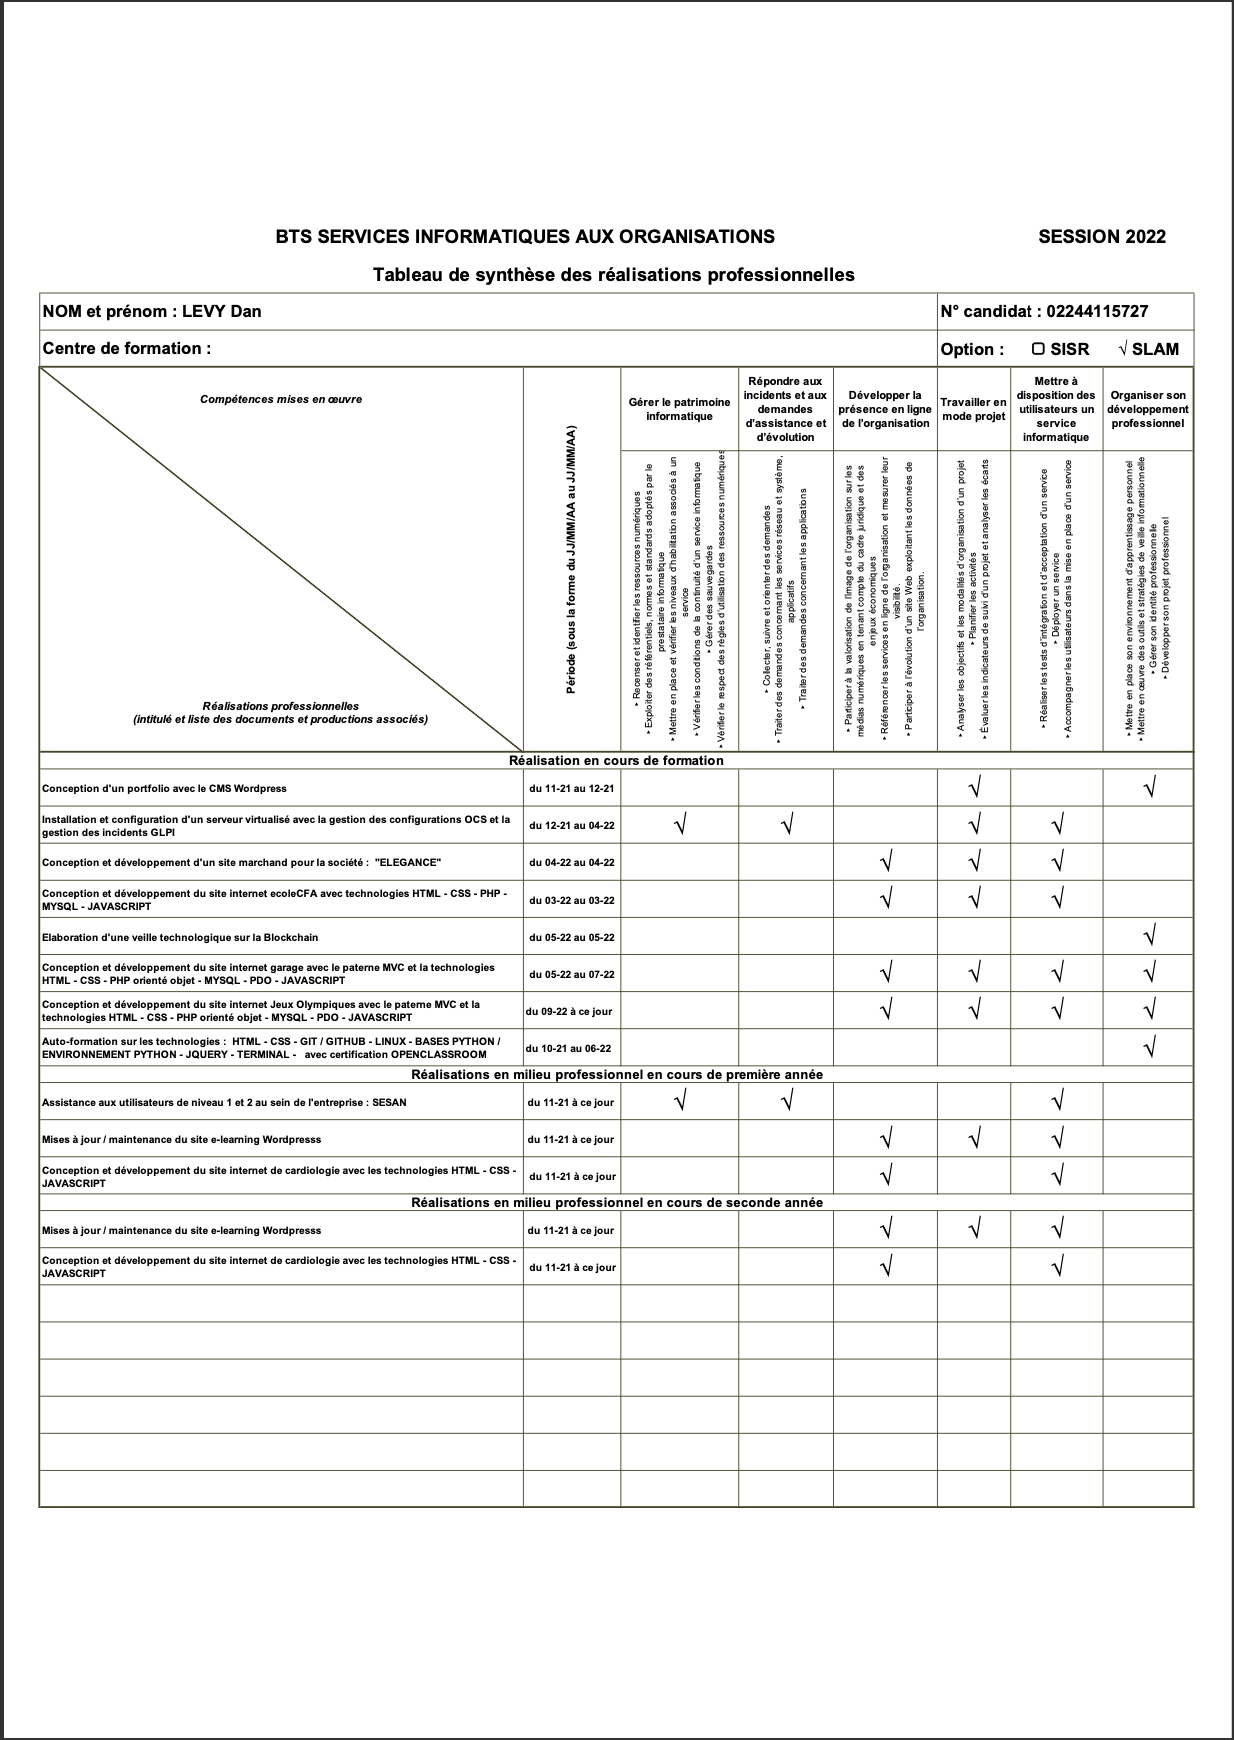 BTS SERVICES INFORMATIQUES AUX ORGANISATIONS SESSION 2022
Tableau de synthèse des réalisations professionnelles
NOM et prénom : LEVY Dan N° candidat : 02244115727
Centre de formation : Option : ▢ SISR √ SLAM
Compétences mises en œuvre
Réalisations professionnelles
(intitulé et liste des documents et productions associés)
Période (sous la forme du JJ/MM/AA au JJ/MM/AA)
Gérer le patrimoine
informatique
Répondre aux
incidents et aux
demandes
d'assistance et
d'évolution
Développer la
présence en ligne
de l'organisation
Travailler en
mode projet
Mettre à
disposition des
utilisateurs un
service
informatique
Organiser son
développement
professionnel
‣ Recenser et identifier les ressources numériques
‣ Exploiter des référentiels, normes et standards adoptés par le
prestataire informatique
‣ Mettre en place et vérifier les niveaux d'habilitation associés à un
service
‣ Vérifier les conditions de la continuité d'un service informatique
‣ Gérer des sauvegardes
‣ Vérifier le respect des règles d'utilisation des ressources numériques
‣ Collecter, suivre et orienter des demandes
‣ Traiter des demandes concernant les services réseau et système,
applicatifs
‣ Traiter des demandes concernant les applications
‣ Participer à la valorisation de l'image de l'organisation sur les
médias numériques en tenant compte du cadre juridique et des
enjeux économiques
‣ Référencer les services en ligne de l'organisation et mesurer leur
visibilité.
‣ Participer à l'évolution d'un site Web exploitant les données de
l'organisation.
‣ Analyser les objectifs et les modalités d'organisation d'un projet
‣ Planifier les activités
‣ Évaluer les indicateurs de suivi d'un projet et analyser les écarts
‣ Réaliser les tests d'intégration et d'acceptation d'un service
‣ Déployer un service
‣ Accompagner les utilisateurs dans la mise en place d'un service
‣ Mettre en place son environnement d'apprentissage personnel
‣ Mettre en œuvre des outils et stratégies de veille informationnelle
‣ Gérer son identité professionnelle
‣ Développer son projet professionnel
Réalisation en cours de formation
Conception d'un portfolio avec le CMS Wordpress du 11-21 au 12-21 √ √
Installation et configuration d'un serveur virtualisé avec la gestion des configurations OCS et la
gestion des incidents GLPI du 12-21 au 04-22 √ √ √ √
Conception et développement d'un site marchand pour la société : "ELEGANCE" du 04-22 au 04-22 √ √ √
Conception et développement du site internet ecoleCFA avec technologies HTML - CSS - PHP -
MYSQL - JAVASCRIPT du 03-22 au 03-22 √ √ √
Elaboration d'une veille technologique sur la Blockchain du 05-22 au 05-22 √
Conception et développement du site internet garage avec le paterne MVC et la technologies
HTML - CSS - PHP orienté objet - MYSQL - PDO - JAVASCRIPT du 05-22 au 07-22 √ √ √ √
Conception et développement du site internet Jeux Olympiques avec le paterne MVC et la
technologies HTML - CSS - PHP orienté objet - MYSQL - PDO - JAVASCRIPT du 09-22 à ce jour √ √ √ √
Auto-formation sur les technologies : HTML - CSS - GIT / GITHUB - LINUX - BASES PYTHON /
ENVIRONNEMENT PYTHON - JQUERY - TERMINAL - avec certification OPENCLASSROOM du 10-21 au 06-22 √
Réalisations en milieu professionnel en cours de première année
Assistance aux utilisateurs de niveau 1 et 2 au sein de l'entreprise : SESAN du 11-21 à ce jour √ √ √
Mises à jour / maintenance du site e-learning Wordpresss du 11-21 à ce jour √ √ √
Conception et développement du site internet de cardiologie avec les technologies HTML - CSS -
JAVASCRIPT du 11-21 à ce jour √ √
Réalisations en milieu professionnel en cours de seconde année
Mises à jour / maintenance du site e-learning Wordpresss du 11-21 à ce jour √ √ √
Conception et développement du site internet de cardiologie avec les technologies HTML - CSS -
JAVASCRIPT du 11-21 à ce jour √ √